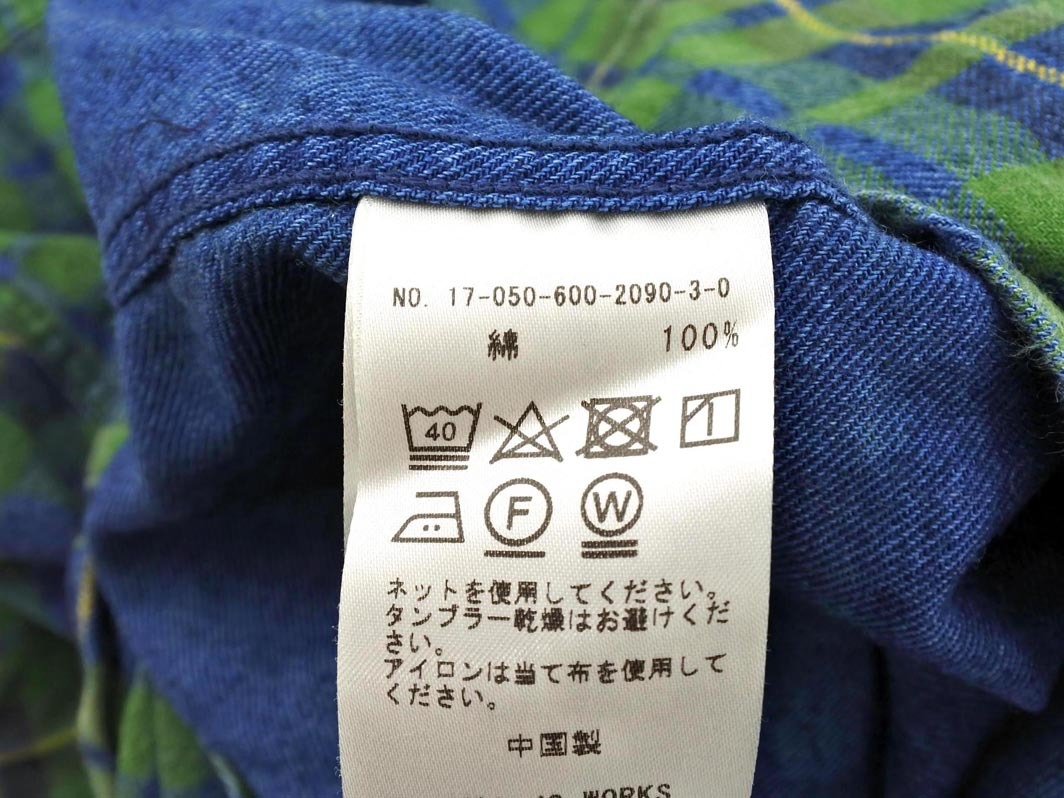 NO. 17-050-600-2090-3-0
綿 100%
40
F W
ネットを使用してください。
タンブラー乾燥はお避けくだ
さい。
アイロンは当て布を使用して
ください。
中国製
WORKS